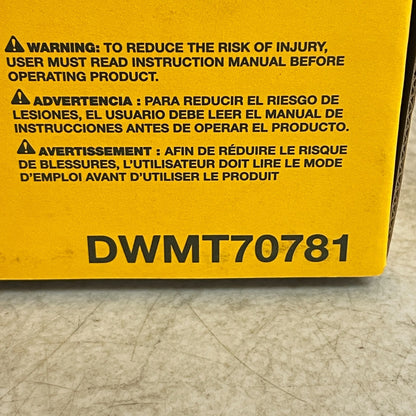 ⚠ WARNING: TO REDUCE THE RISK OF INJURY,
USER MUST READ INSTRUCTION MANUAL BEFORE
OPERATING PRODUCT.
⚠ ADVERTENCIA : PARA REDUCIR EL RIESGO DE
LESIONES, EL USUARIO DEBE LEER EL MANUAL DE
INSTRUCCIONES ANTES DE OPERAR EL PRODUCTO.
⚠ AVERTISSEMENT : AFIN DE RÉDUIRE LE RISQUE
DE BLESSURES, L'UTILISATEUR DOIT LIRE LE MODE
D'EMPLOI AVANT D'UTILISER LE PRODUIT
DWMT70781